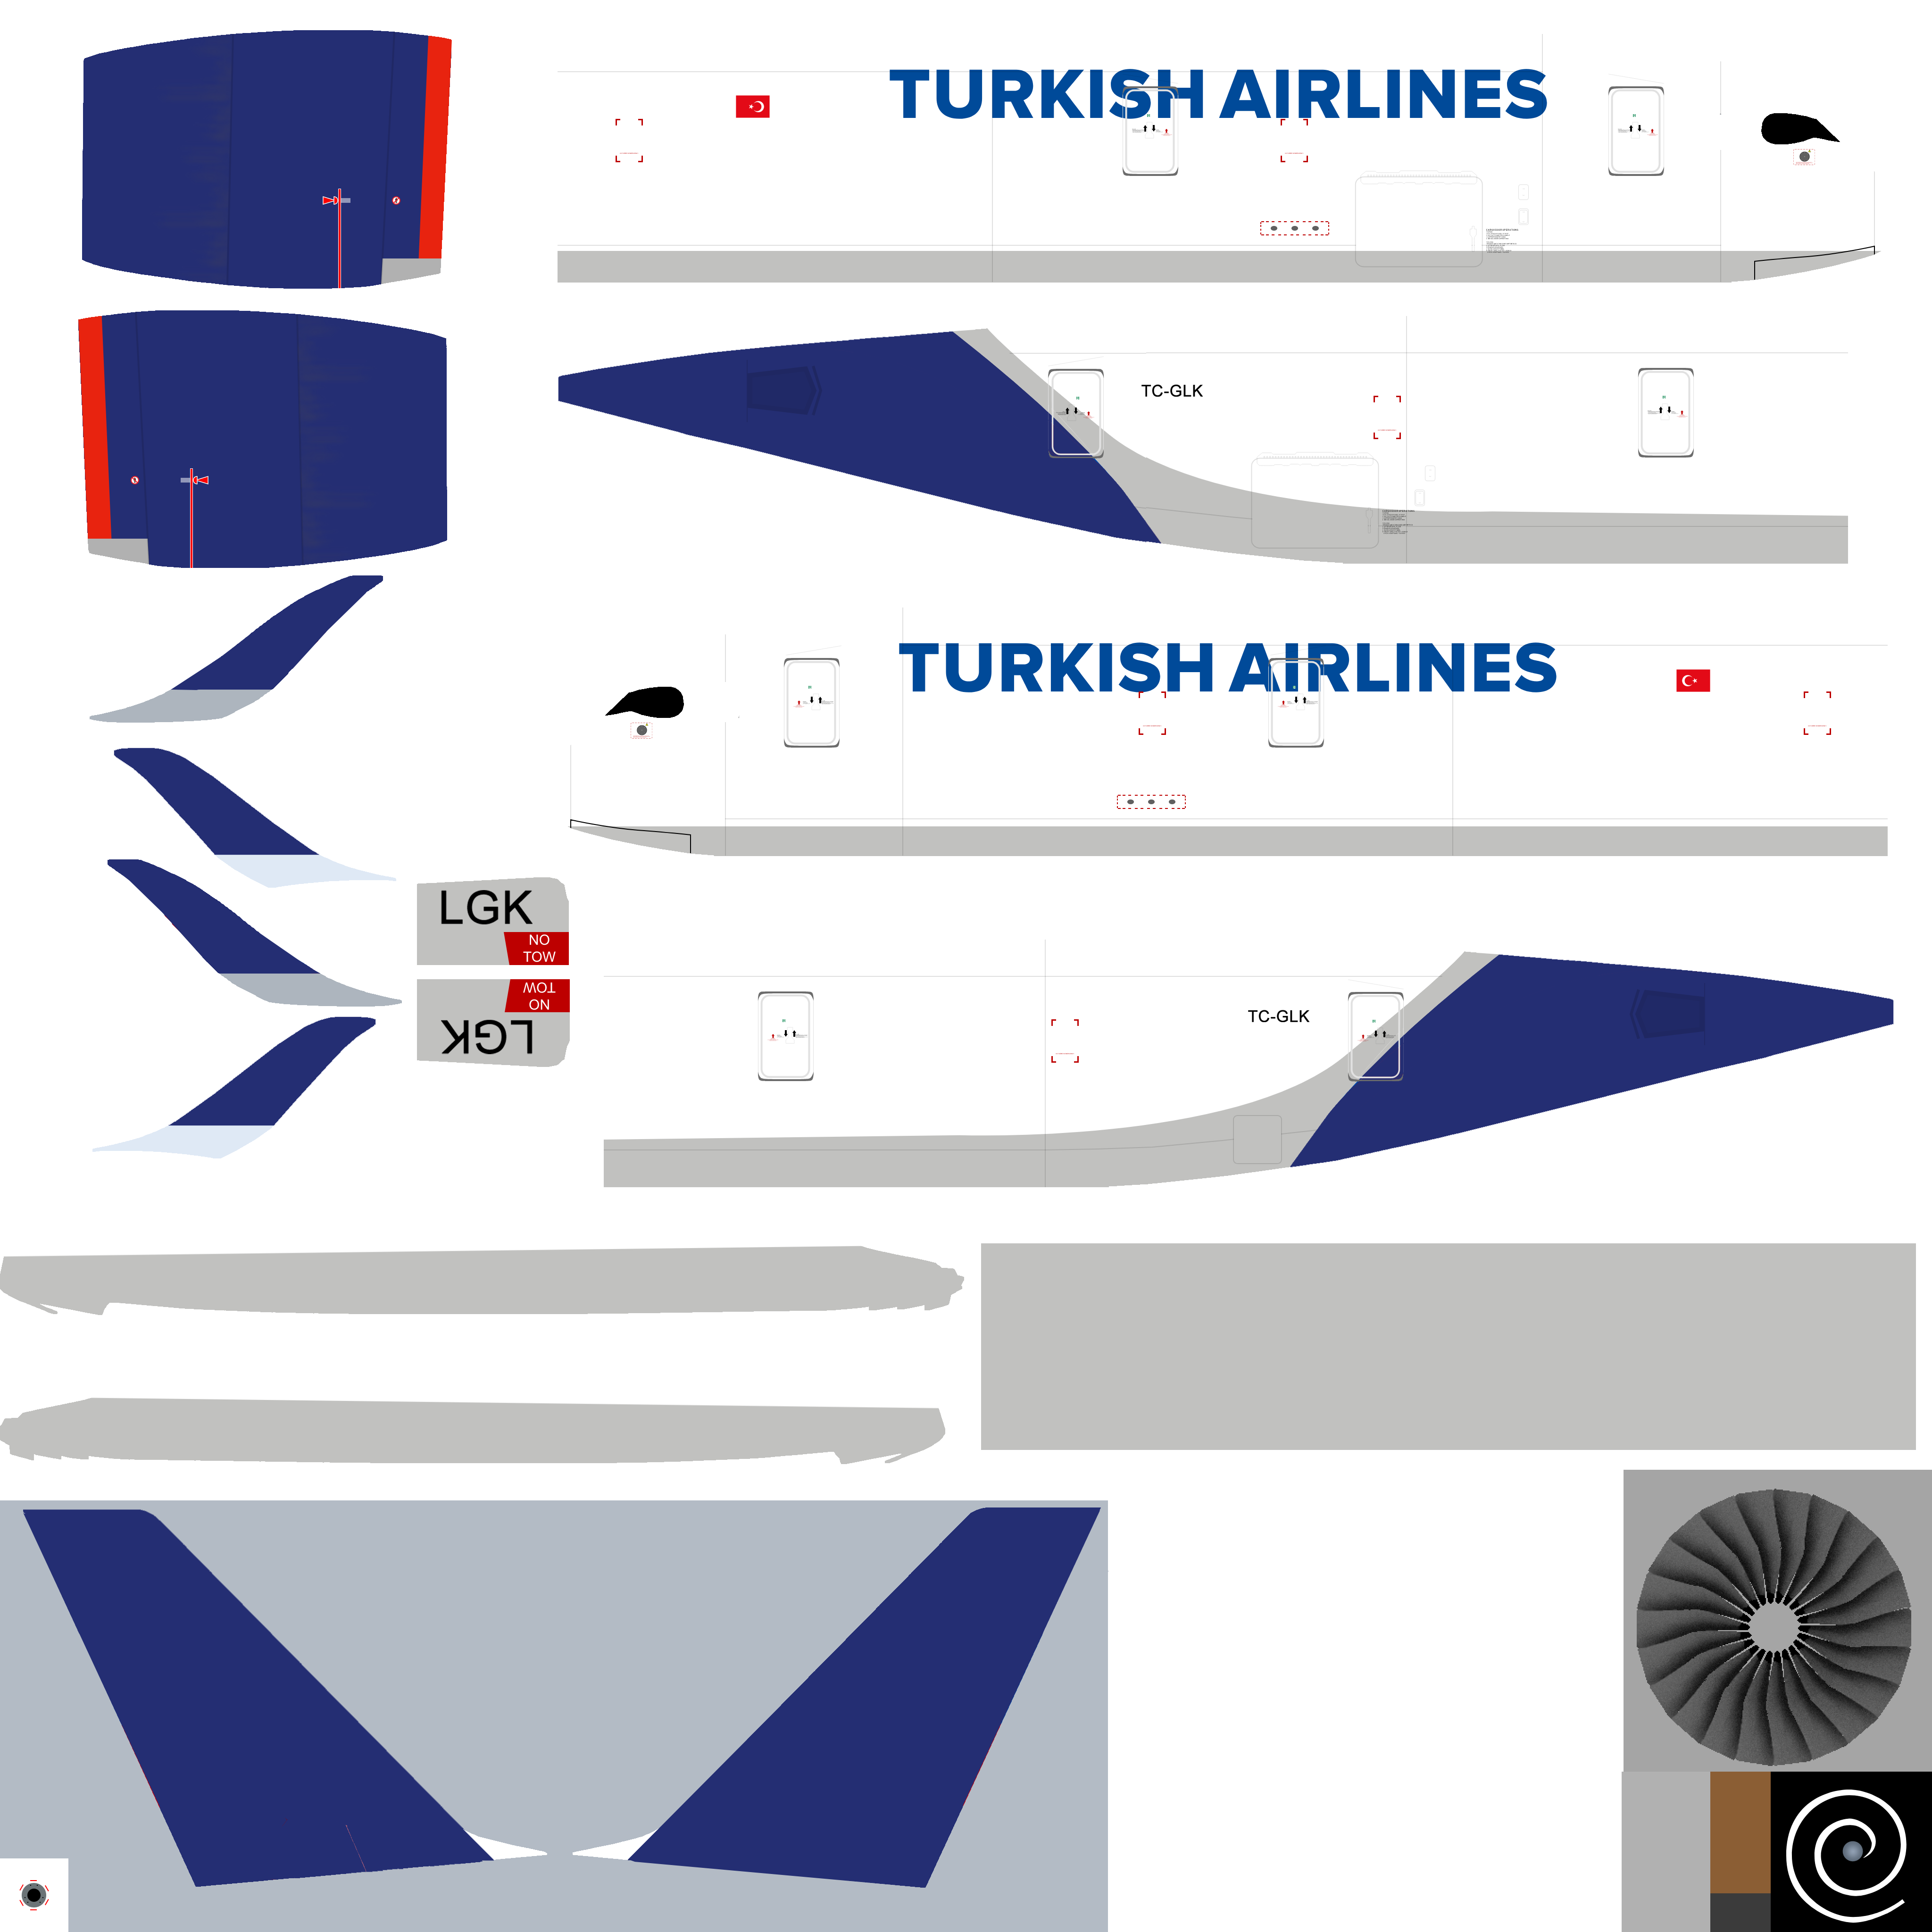 TURKISH AIRLINES
TC-GLK
TURKISH AIRLINES
LGK
NO
TOW
NO
TOW
LGK
TC-GLK